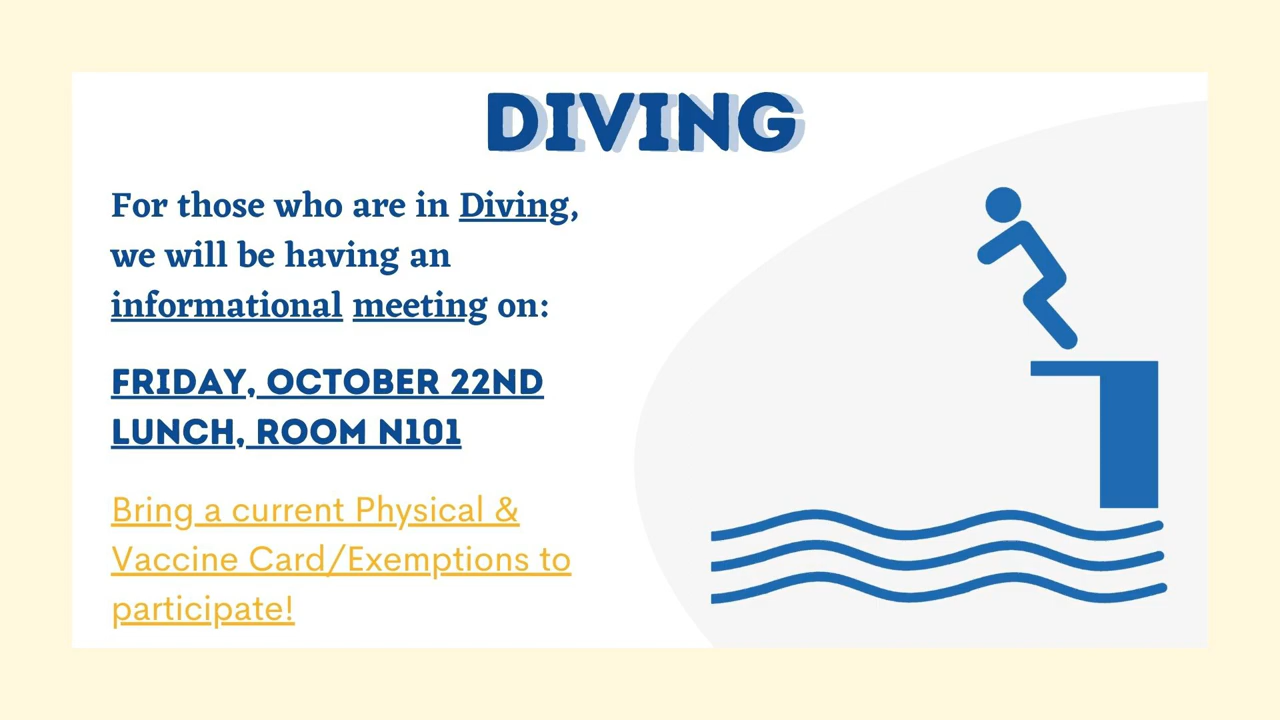 DIVING
For those who are in Diving,
we will be having an
informational meeting on:
FRIDAY, OCTOBER 22ND
LUNCH, ROOM N101
Bring a current Physical &
Vaccine Card/Exemptions to
participate!